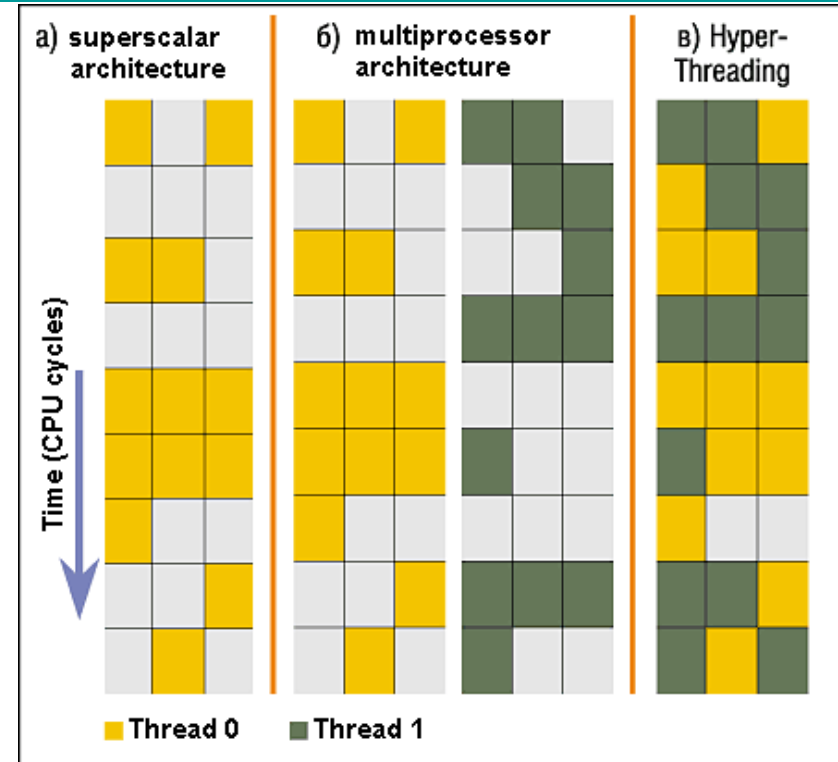 а) superscalar
architecture
б) multiprocessor
architecture
в) Hyper-
Threading
Time (CPU cycles)
Thread 0
Thread 1